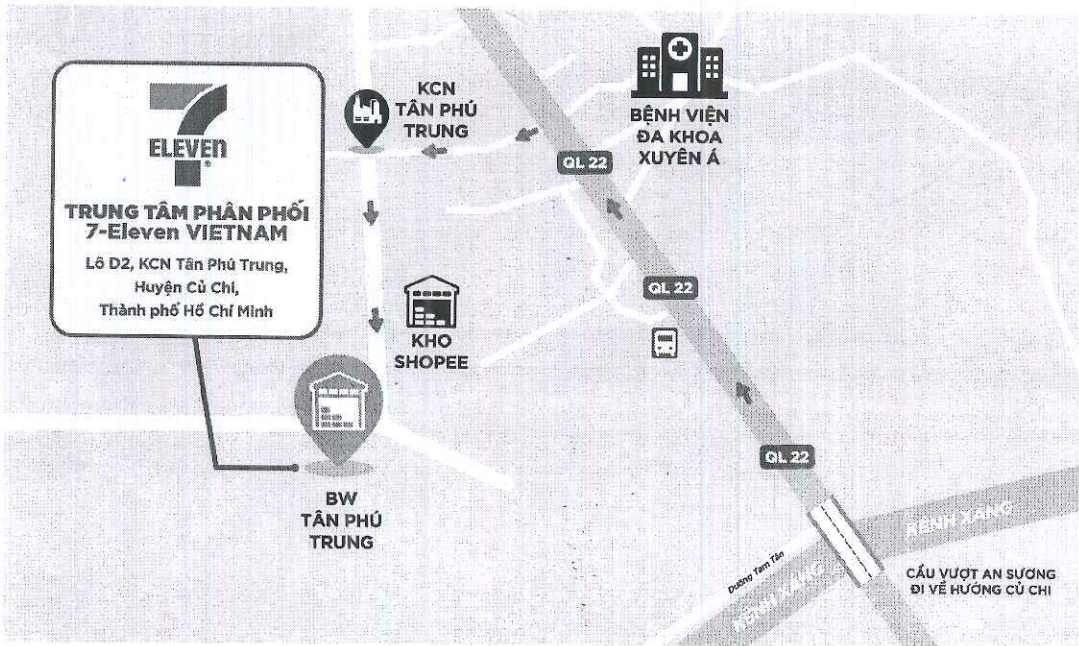 7
ELEVEn
®
TRUNG TÂM PHÂN PHỐI
7-Eleven VIETNAM
Lô D2, KCN Tân Phú Trung,
Huyện Củ Chi,
Thành phố Hồ Chí Minh
KCN
TÂN PHÚ
TRUNG
BỆNH VIỆN
ĐA KHOA
XUYÊN Á
QL 22
QL 22
KHO
SHOPEE
QL 22
BW
TÂN PHÚ
TRUNG
KÊNH XÁNG
Đường Tam Tân
KÊNH XÁNG
CẦU VƯỢT AN SƯƠNG
ĐI VỀ HƯỚNG CỦ CHI